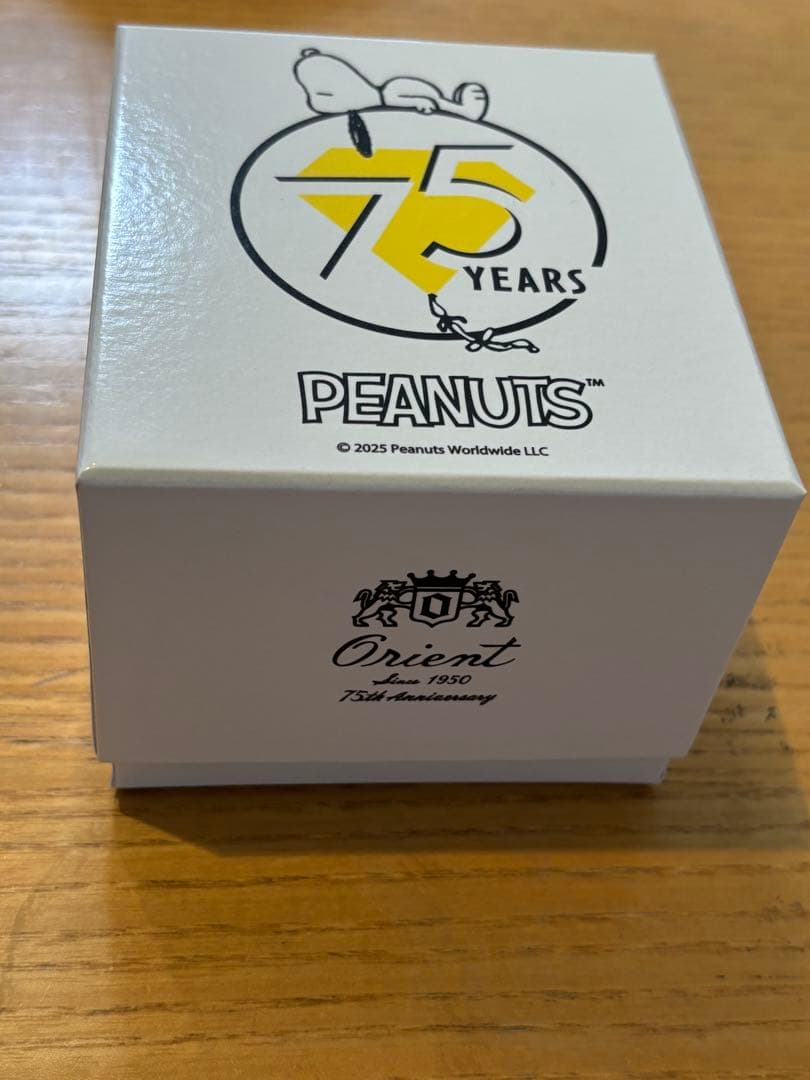 75
YEARS
PEANUTS™
© 2025 Peanuts Worldwide LLC
O
Orient
Since 1950
75th Anniversary